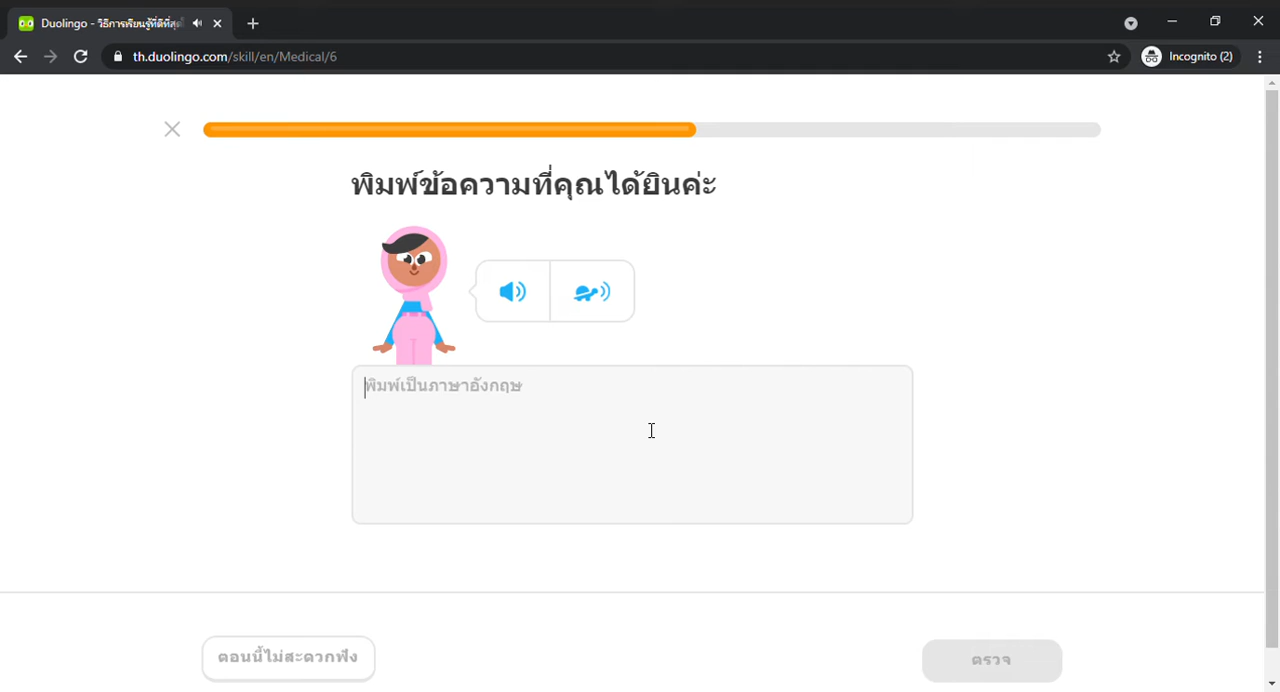 Duolingo - วิธีการเรียนรู้ที่ดีที่สุดใ
th.duolingo.com/skill/en/Medical/6
Incognito (2)
พิมพ์ข้อความที่คุณได้ยินค่ะ
พิมพ์เป็นภาษาอังกฤษ
ตอนนี้ไม่สะดวกฟัง
ตรวจ